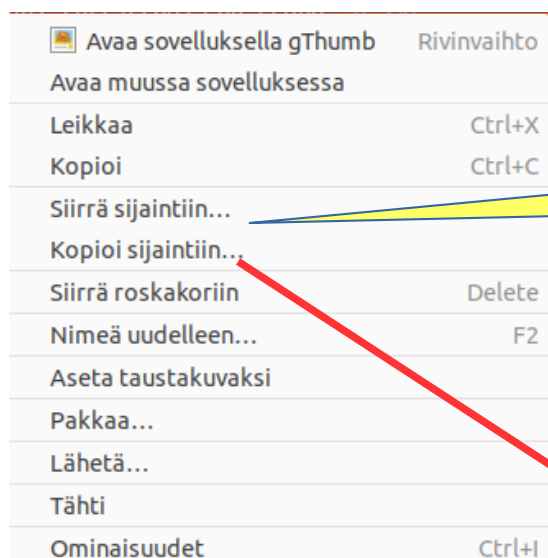 Avaa sovelluksella gThumb Rivinvaihto
Avaa muussa sovelluksessa
Leikkaa Ctrl+X
Kopioi Ctrl+C
Siirrä sijaintiin...
Kopioi sijaintiin...
Siirrä roskakoriin Delete
Nimeä uudelleen... F2
Aseta taustakuvaksi
Pakkaa...
Lähetä...
Tähti
Ominaisuudet Ctrl+I